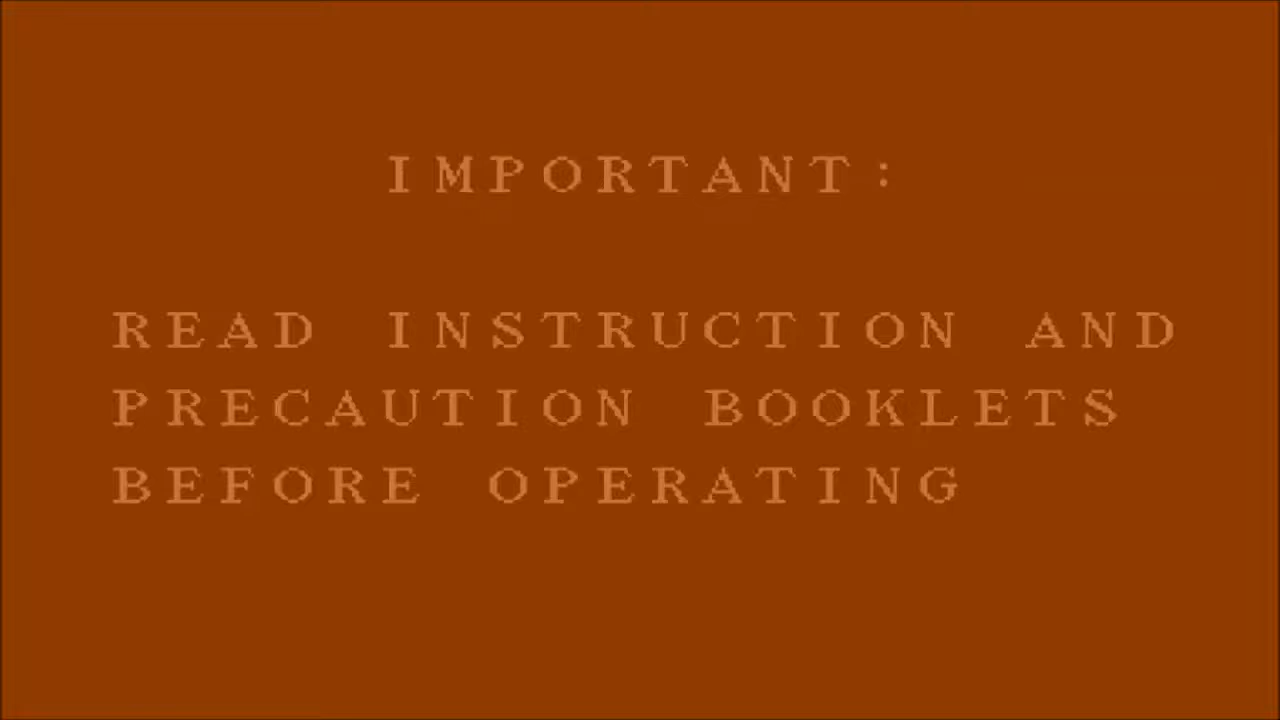 IMPORTANT:
READ INSTRUCTION AND
PRECAUTION BOOKLETS
BEFORE OPERATING